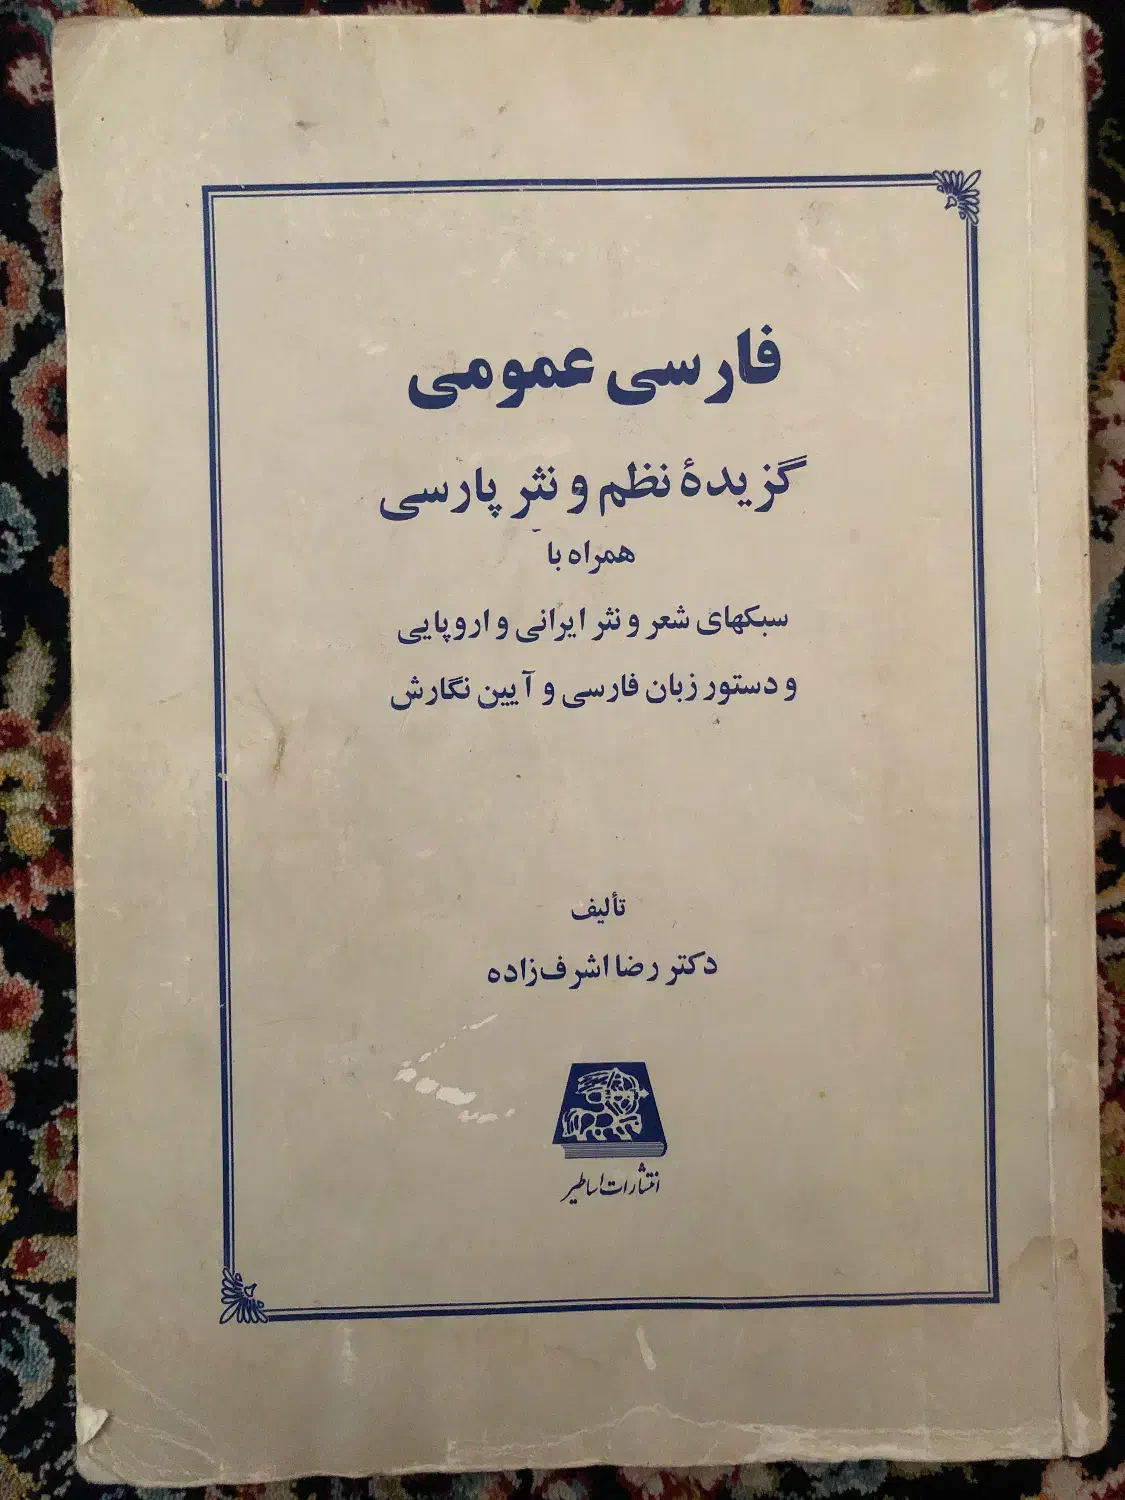 فارسی عمومی
گزیدهٔ نظم و نثر پارسی
همراه با
سبکهای شعر و نثر ایرانی و اروپایی
و دستور زبان فارسی و آیین نگارش
تألیف
دکتر رضا اشرف‌زاده
انتشارات اساطیر